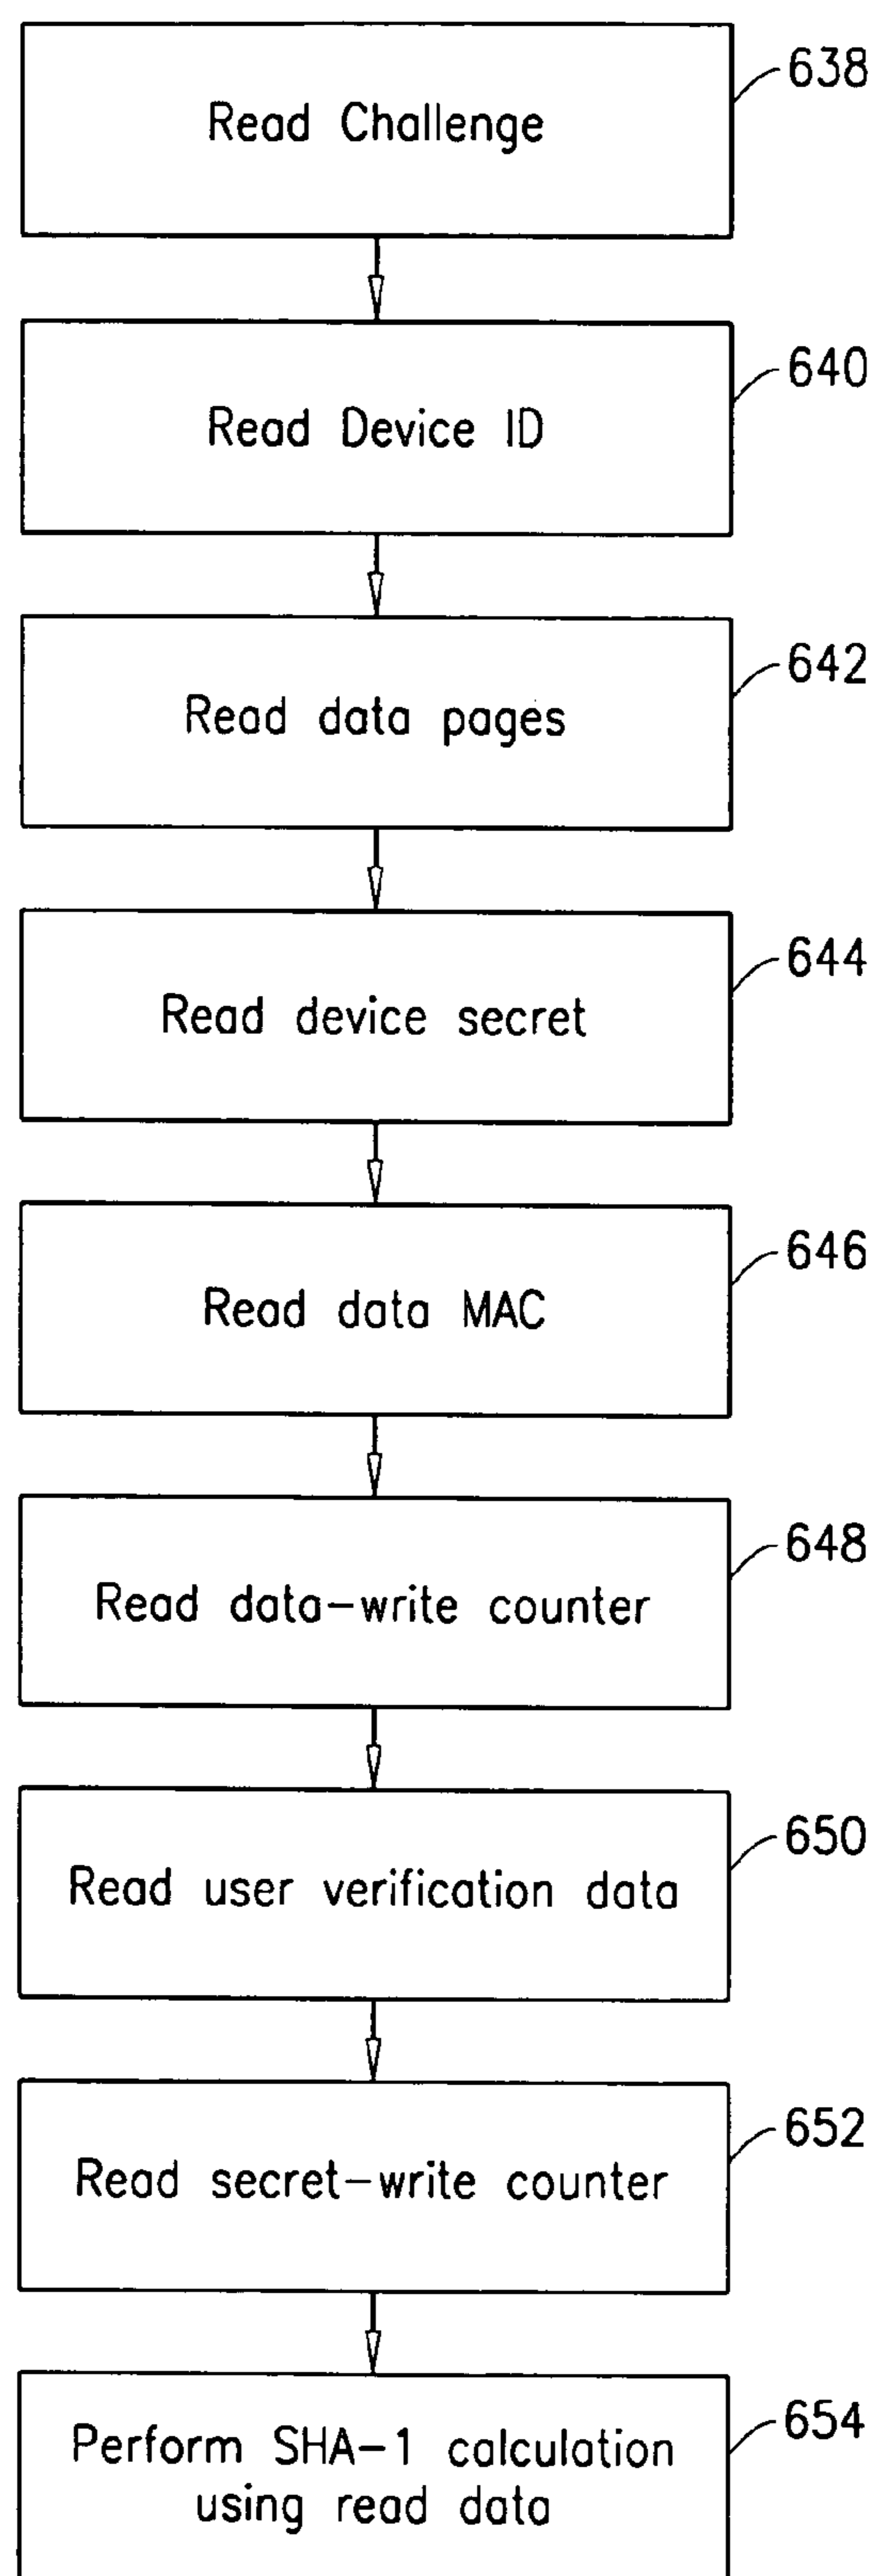 Read Challenge
638
Read Device ID
640
Read data pages
642
Read device secret
644
Read data MAC
646
Read data-write counter
648
Read user verification data
650
Read secret-write counter
652
Perform SHA-1 calculation
using read data
654